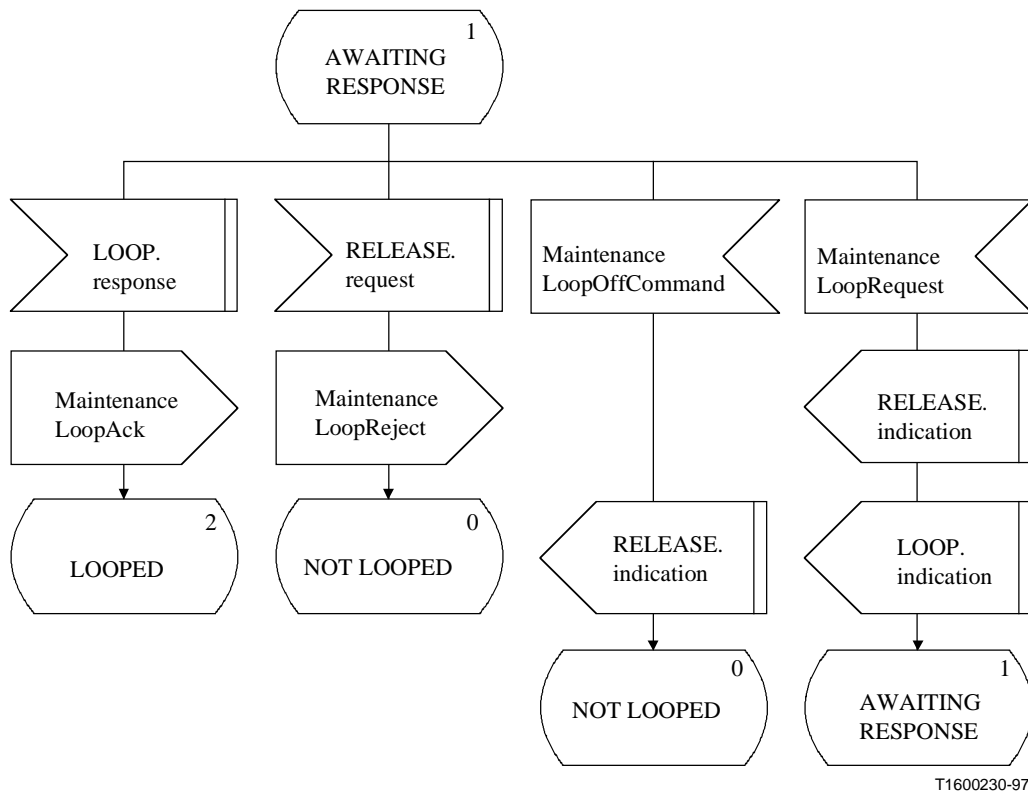 1
AWAITING
RESPONSE
LOOP.
response
RELEASE.
request
Maintenance
LoopOffCommand
Maintenance
LoopRequest
Maintenance
LoopAck
Maintenance
LoopReject
RELEASE.
indication
2
LOOPED
0
NOT LOOPED
RELEASE.
indication
LOOP.
indication
0
NOT LOOPED
1
AWAITING
RESPONSE
T1600230-97